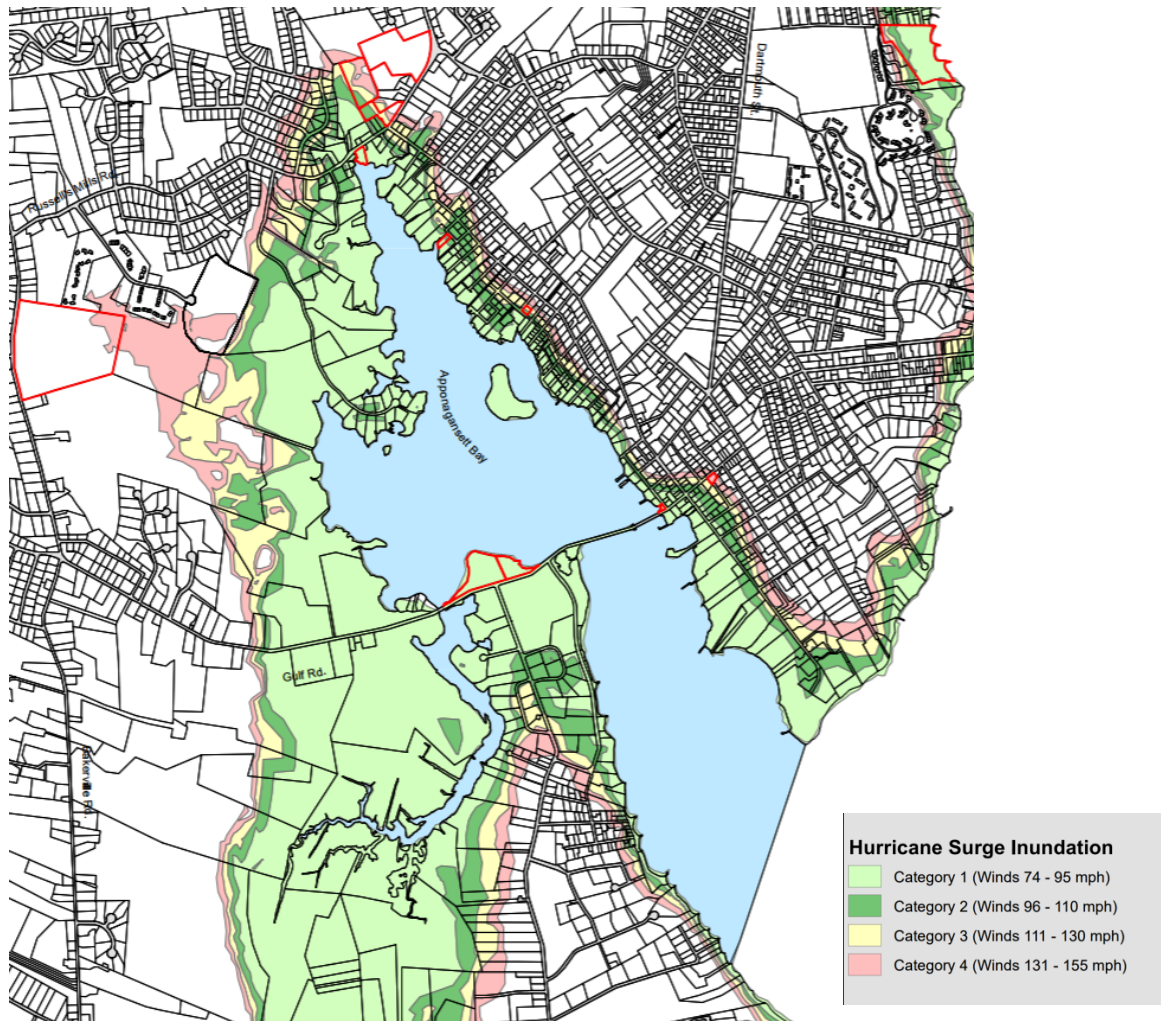 Dartmouth St.
Russells Mills Rd.
Apponagansett Bay
Gulf Rd.
Bakerville Rd.
Hurricane Surge Inundation
Category 1 (Winds 74 - 95 mph)
Category 2 (Winds 96 - 110 mph)
Category 3 (Winds 111 - 130 mph)
Category 4 (Winds 131 - 155 mph)